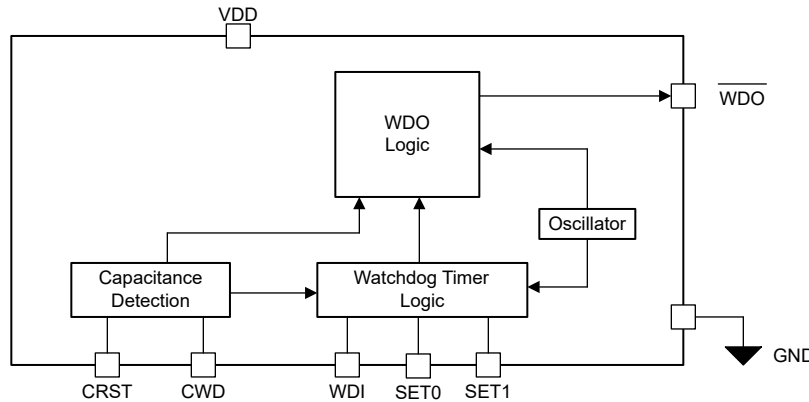 VDD
WDO
WDO
Logic
Oscillator
Capacitance
Detection
Watchdog Timer
Logic
GND
CRST
CWD
WDI
SET0
SET1